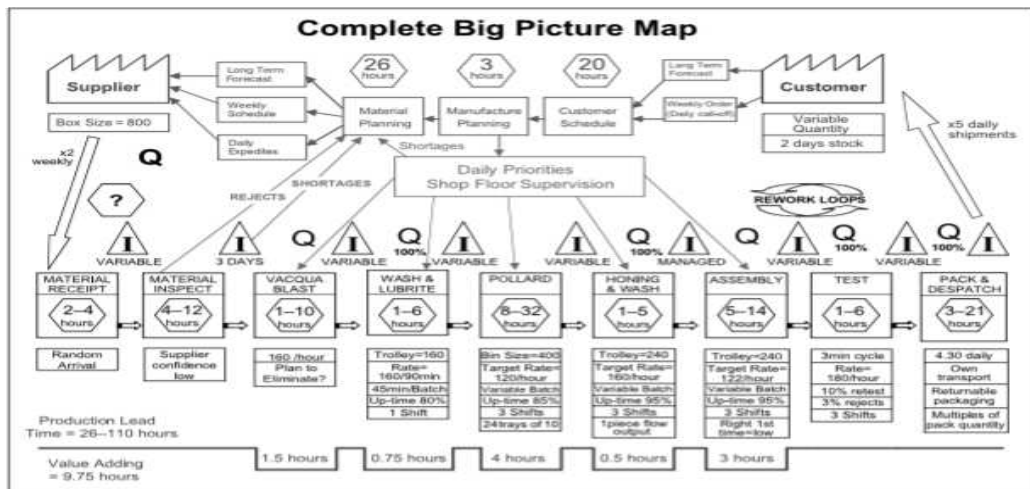 Complete Big Picture Map
Supplier
Box Size = 800
x2
weekly
Q
?
Long Term
Forecast
Weekly
Schedule
Daily
Expedites
26
hours
Material
Planning
3
hours
Manufacture
Planning
20
hours
Customer
Schedule
Long Term
Forecast
Weekly Order
(Daily call-off)
Customer
Variable
Quantity
2 days stock
x5 daily
shipments
Shortages
Daily Priorities
Shop Floor Supervision
REJECTS
SHORTAGES
REWORK LOOPS
I
VARIABLE
I
3 DAYS
Q
I
VARIABLE
Q
100%
I
VARIABLE
I
VARIABLE
Q
100%
I
MANAGED
Q
I
VARIABLE
Q
100%
I
VARIABLE
Q
100%
I
MATERIAL
RECEIPT
2–4
hours
Random
Arrival
MATERIAL
INSPECT
4–12
hours
Supplier
confidence
low
VACQUA
BLAST
1–10
hours
160 /hour
Plan to
Eliminate?
WASH &
LUBRITE
1–6
hours
Trolley=160
Rate=
160/90min
45min/Batch
Up-time 80%
1 Shift
POLLARD
8–32
hours
Bin Size=400
Target Rate=
120/hour
Variable Batch
Up-time 85%
3 Shifts
24trays of 10
HONING
& WASH
1–5
hours
Trolley=240
Target Rate=
160/hour
Variable Batch
Up-time 95%
3 Shifts
1piece flow
output
ASSEMBLY
5–14
hours
Trolley=240
Target Rate=
122/hour
Variable Batch
Up-time 95%
3 Shifts
Right 1st
time=low
TEST
1–6
hours
3min cycle
Rate=
180/hour
10% retest
3% rejects
3 Shifts
PACK &
DESPATCH
3–21
hours
4.30 daily
Own
transport
Returnable
packaging
Multiples of
pack quantity
Production Lead
Time = 26–110 hours
Value Adding
= 9.75 hours
1.5 hours
0.75 hours
4 hours
0.5 hours
3 hours